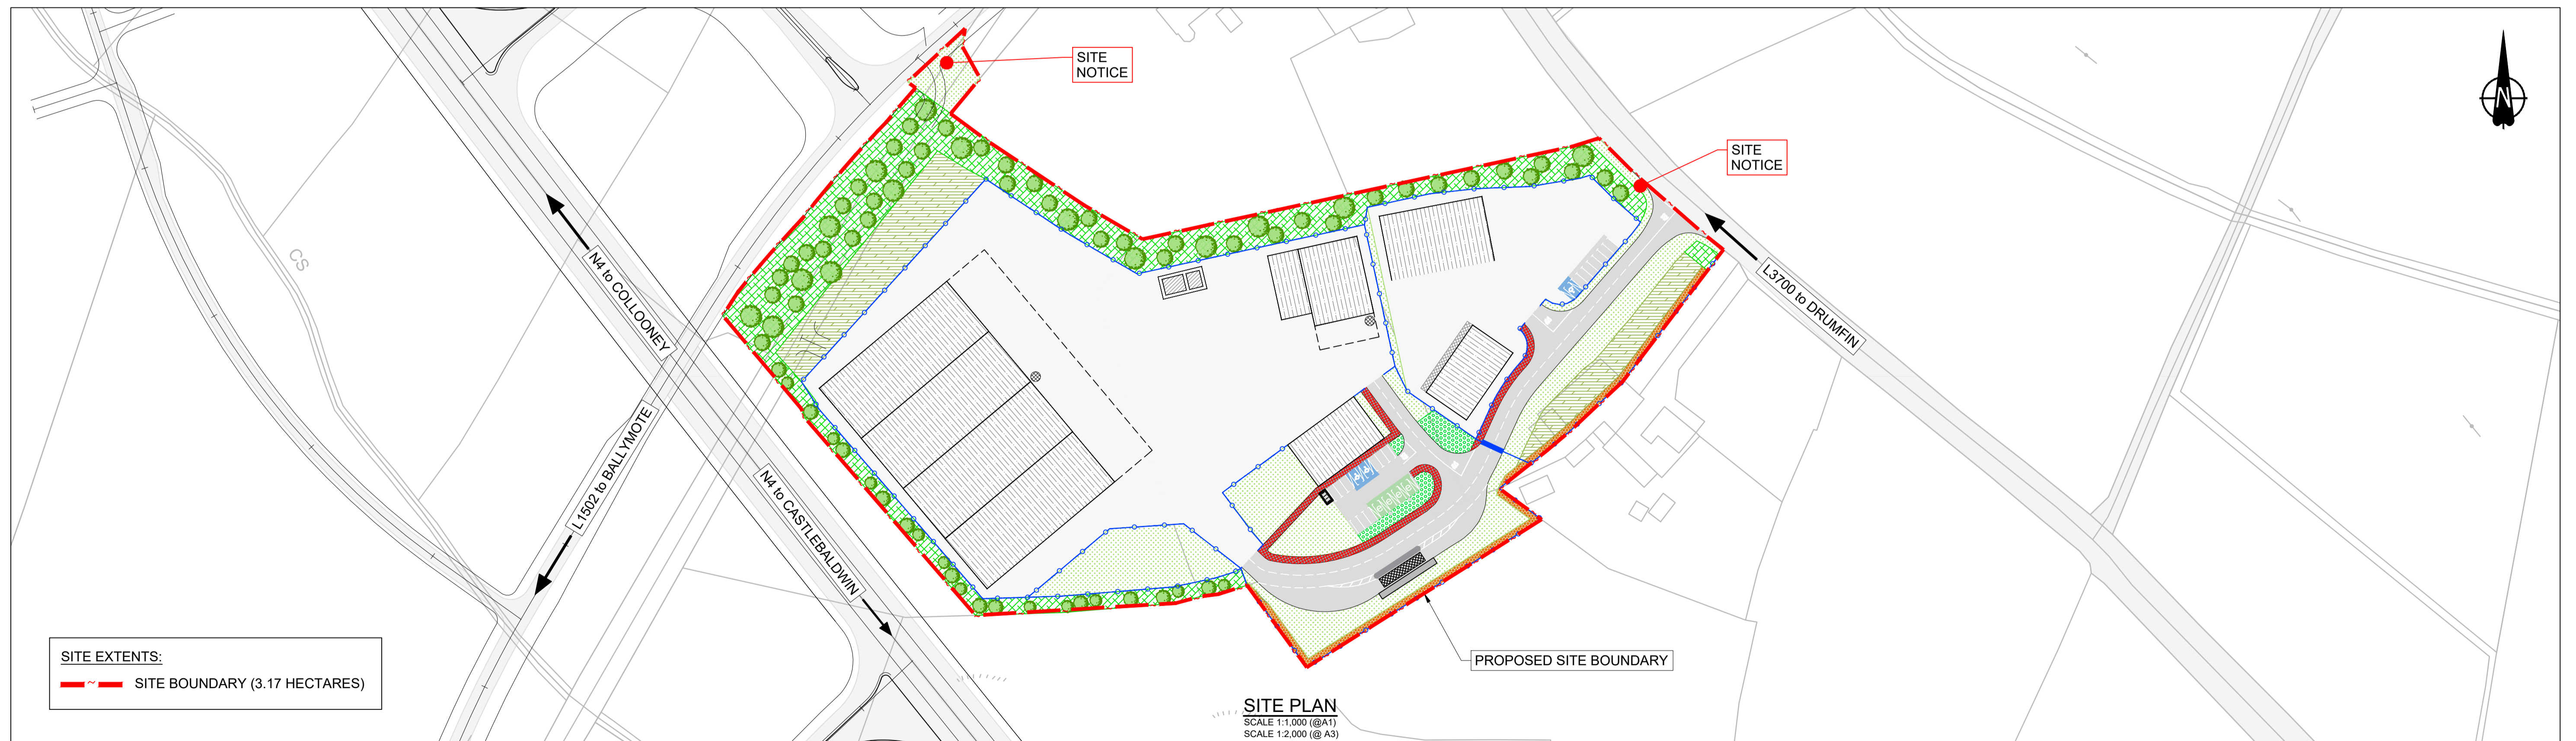 SITE
NOTICE
SITE
NOTICE
N
CS
N4 to COLLOONEY
L3700 to DRUMFIN
L1502 to BALLYMOTE
N4 to CASTLEBALDWIN
SITE EXTENTS:
~ SITE BOUNDARY (3.17 HECTARES)
PROPOSED SITE BOUNDARY
SITE PLAN
SCALE 1:1,000 (@A1)
SCALE 1:2,000 (@ A3)